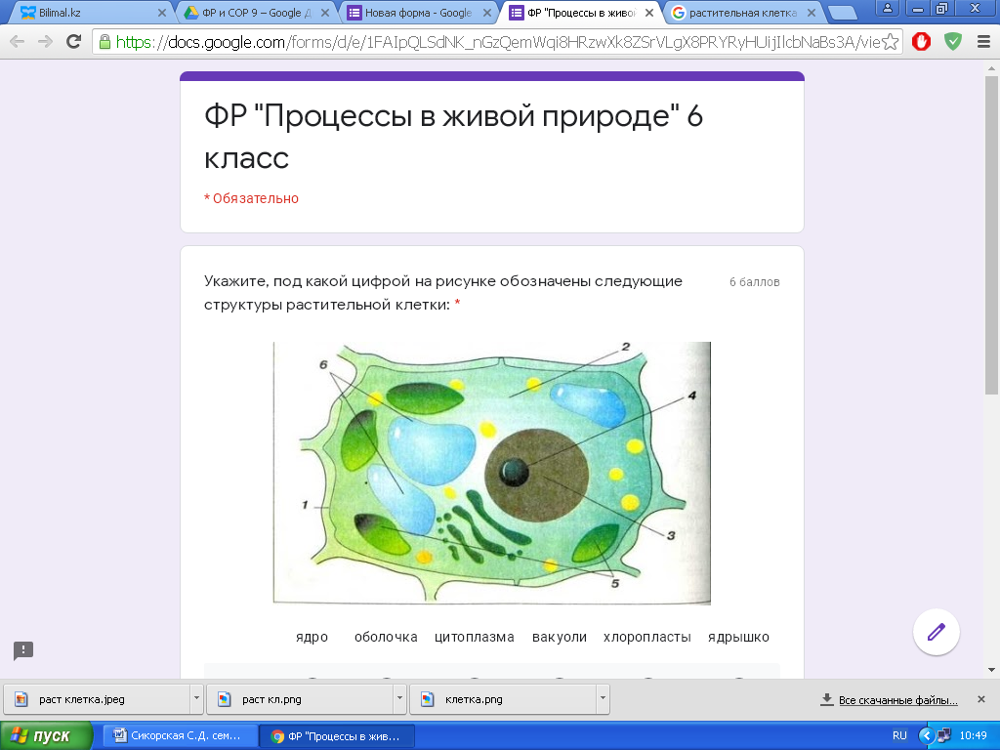 Bilimal.kz
ФР и СОР 9 – Google Д
Новая форма - Google
ФР "Процессы в живо
растительная клетка
https://docs.google.com/forms/d/e/1FAIpQLSdNK_nGzQemWqi8HRzwXk8ZSrVLgX8PRYRyHUijIlcbNaBs3A/vie
ФР "Процессы в живой природе" 6
класс
* Обязательно
Укажите, под какой цифрой на рисунке обозначены следующие
структуры растительной клетки: *
6 баллов
2
6
4
1
3
5
ядро оболочка цитоплазма вакуоли хлоропласты ядрышко
раст клетка.jpeg
раст кл.png
клетка.png
Все скачанные файлы...
пуск
Сикорская С.Д. сем...
ФР "Процессы в жив...
RU
10:49